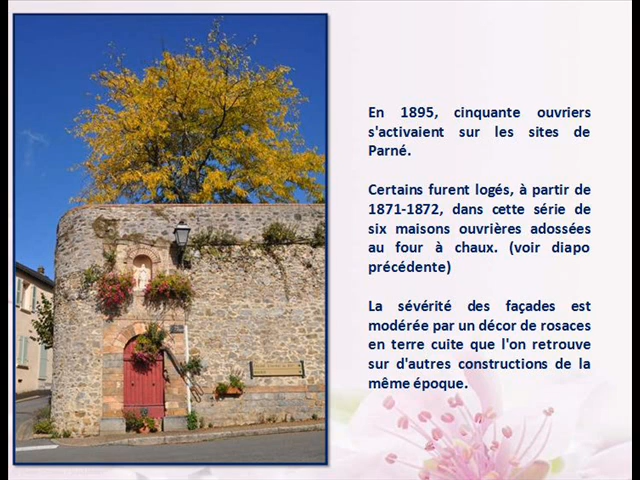 En 1895, cinquante ouvriers
s'activaient sur les sites de
Parné.
Certains furent logés, à partir de
1871-1872, dans cette série de
six maisons ouvrières adossées
au four à chaux. (voir diapo
précédente)
La sévérité des façades est
modérée par un décor de rosaces
en terre cuite que l'on retrouve
sur d'autres constructions de la
même époque.